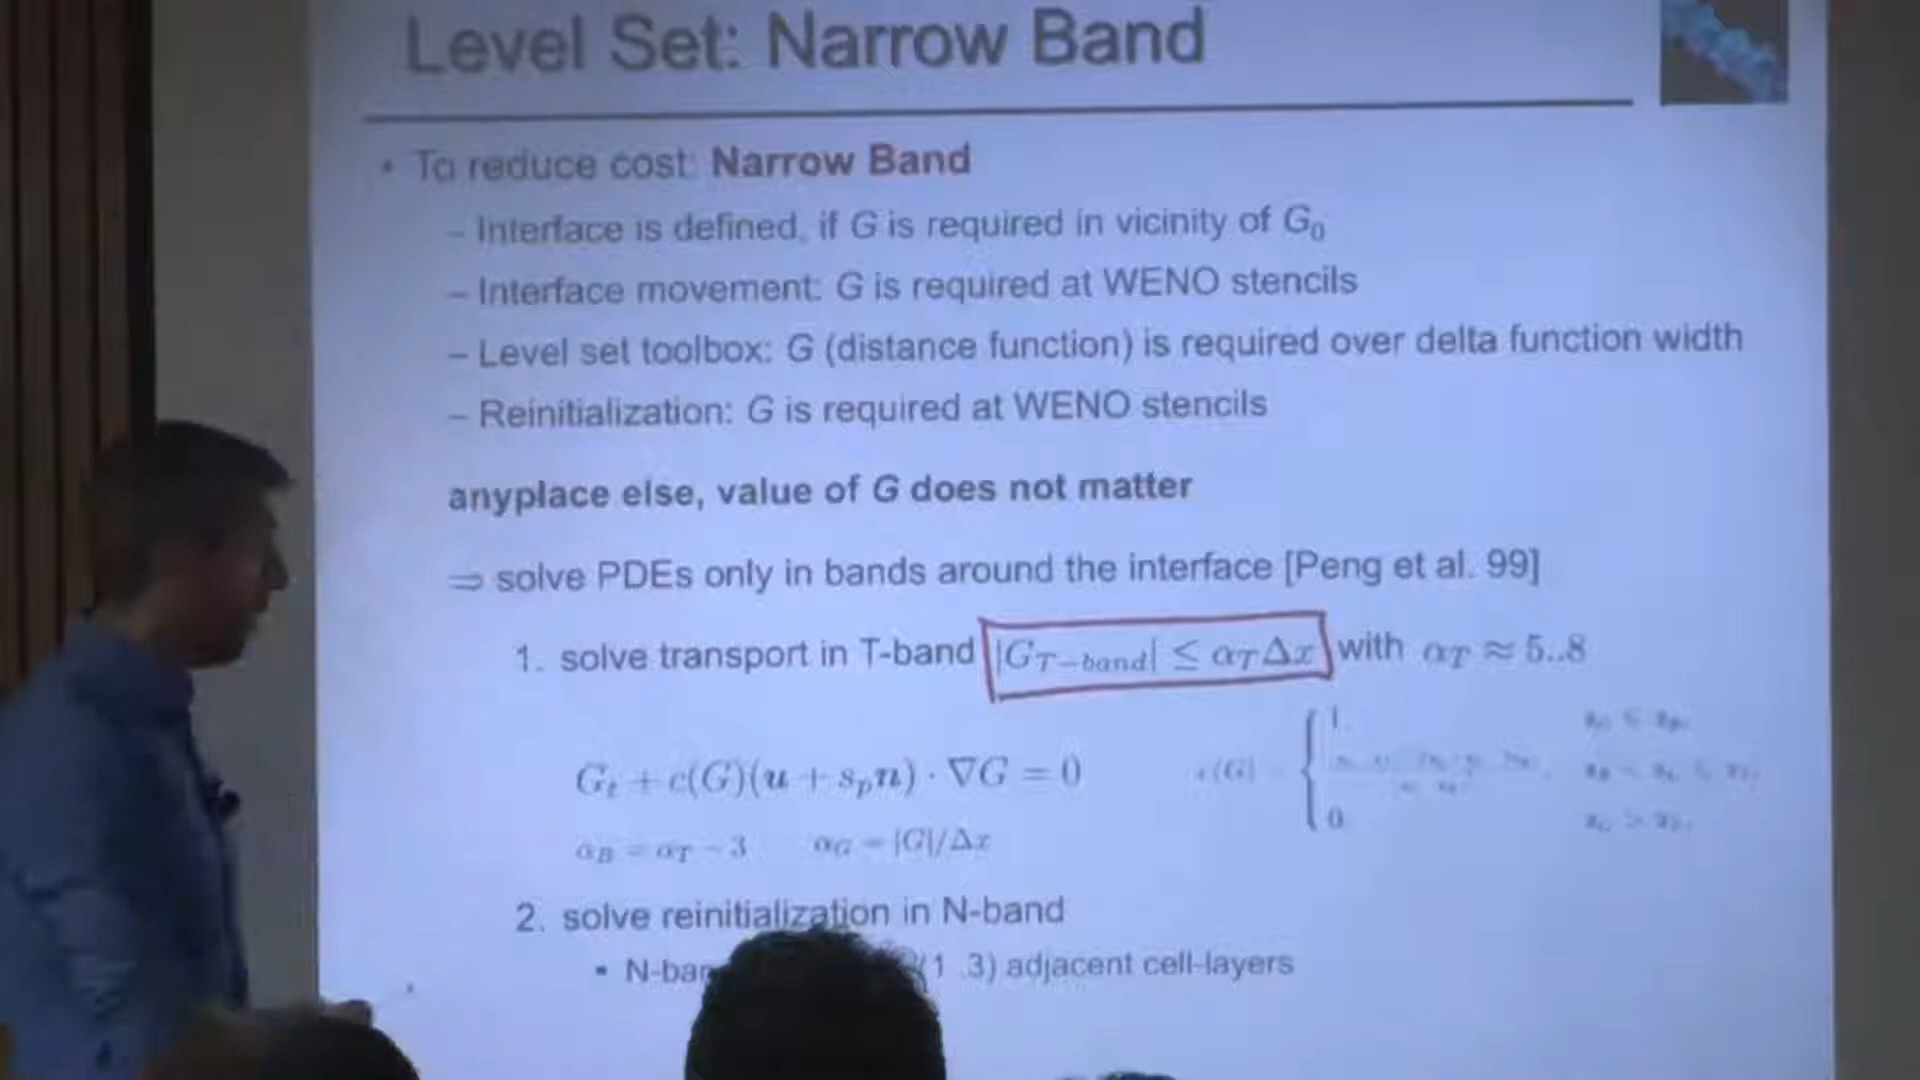 Level Set: Narrow Band
• To reduce cost: Narrow Band
– Interface is defined, if G is required in vicinity of G₀
– Interface movement: G is required at WENO stencils
– Level set toolbox: G (distance function) is required over delta function width
– Reinitialization: G is required at WENO stencils
anyplace else, value of G does not matter
⇒ solve PDEs only in bands around the interface [Peng et al. 99]
1. solve transport in T-band |G_{T−band}| ≤ α_T Δx with α_T ≈ 5..8
G_t + c(G)(u + s_p n) · ∇G = 0
c(G) = { 1
0
α_B = α_T − 3 α_G = |G|/Δx
2. solve reinitialization in N-band
▪ (1 .3) adjacent cell-layers